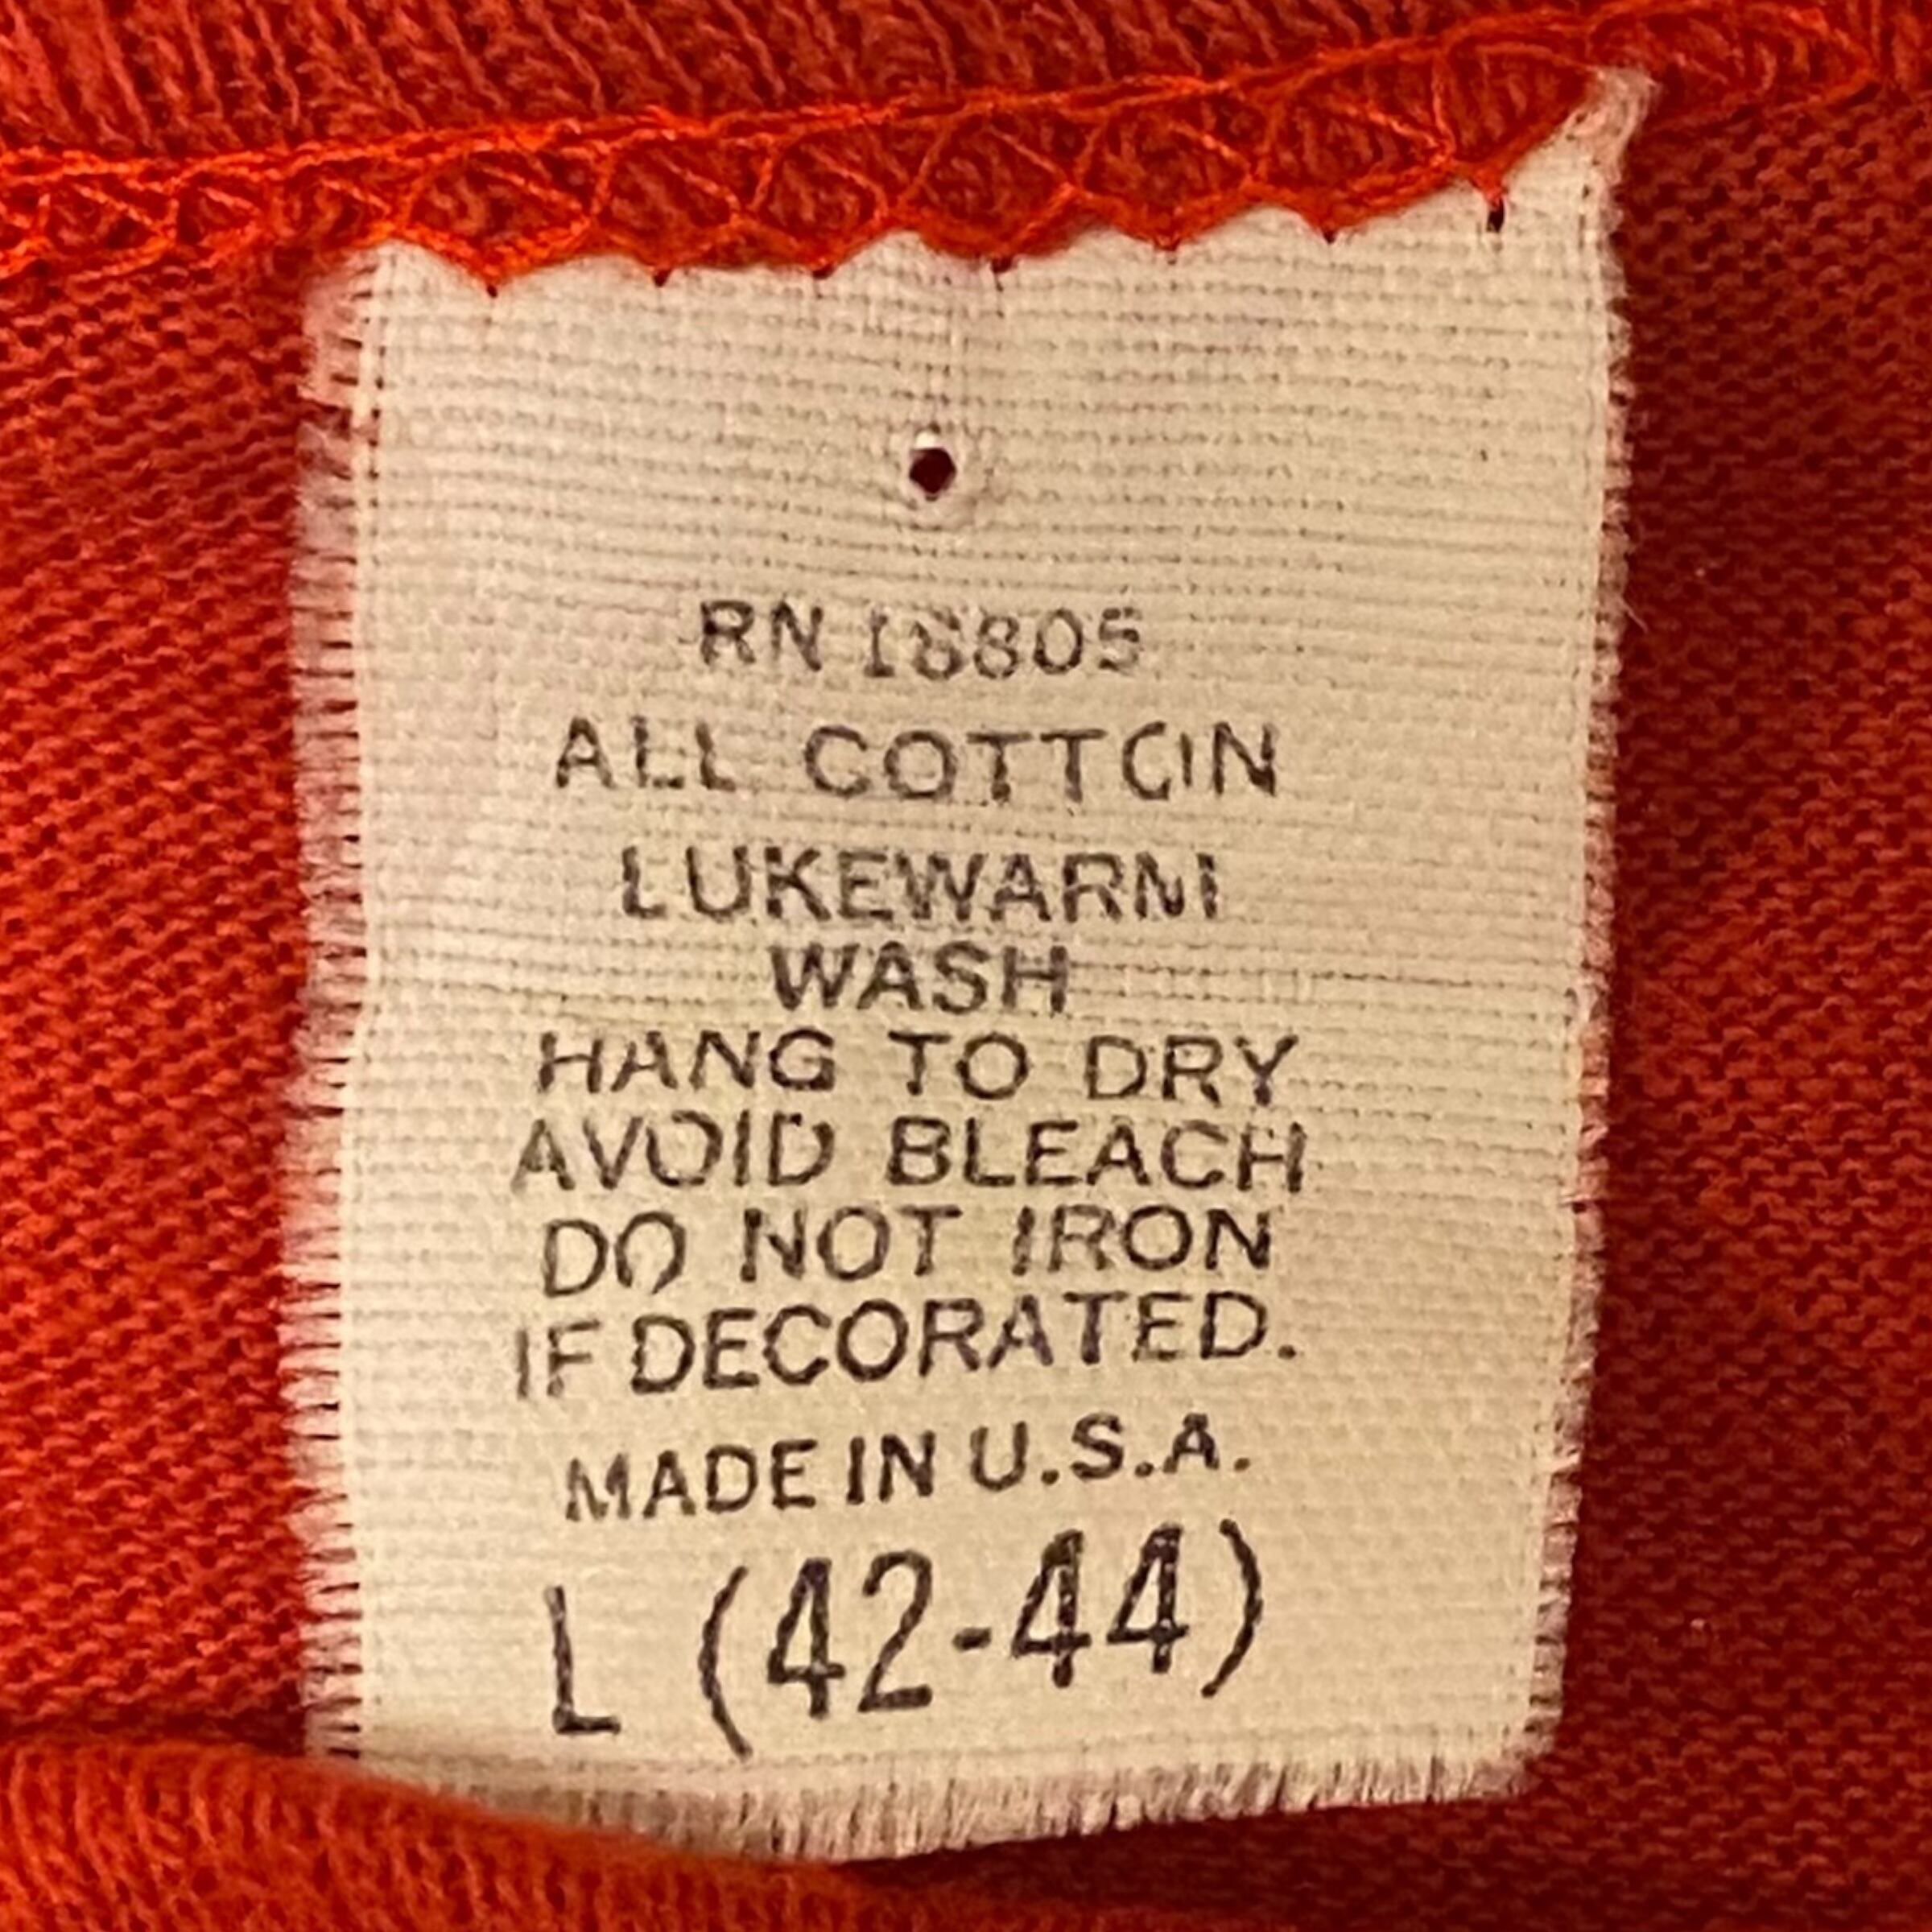 RN 16805
ALL COTTON
LUKEWARM
WASH
HANG TO DRY
AVOID BLEACH
DO NOT IRON
IF DECORATED.
MADE IN U.S.A.
L (42-44)